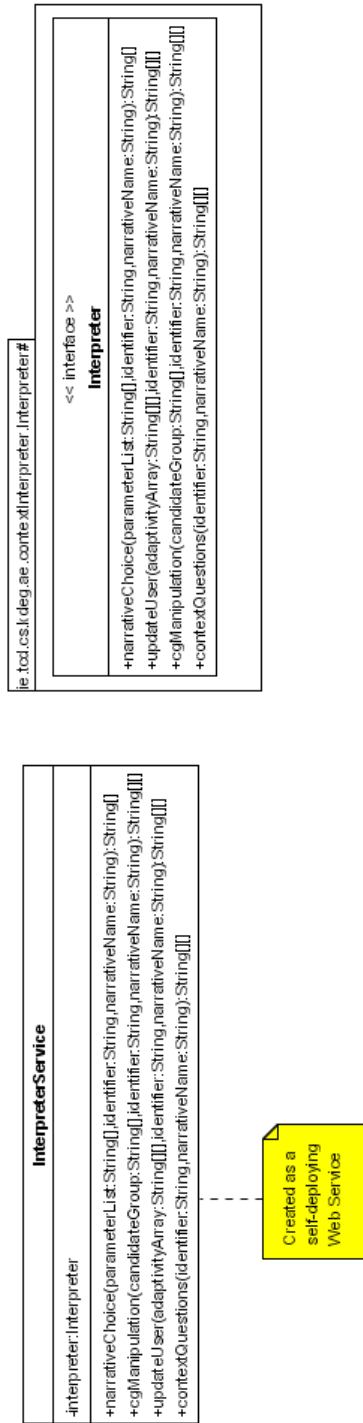 InterpreterService
-interpreter:Interpreter
+narrativeChoice(parameterList:String[],identifier:String,narrativeName:String):String[]
+cgManipulation(candidateGroup:String[],identifier:String,narrativeName:String):String[][]
+updateUser(adaptivityArray:String[][],identifier:String,narrativeName:String):String[][]
+contextQuestions(identifier:String,narrativeName:String):String[][]
Created as a
self-deploying
Web Service
ie.tcd.cs.kdeg.ae.contextInterpreter.Interpreter#
<< interface >>
Interpreter
+narrativeChoice(parameterList:String[],identifier:String,narrativeName:String):String[]
+updateUser(adaptivityArray:String[][],identifier:String,narrativeName:String):String[][]
+cgManipulation(candidateGroup:String[],identifier:String,narrativeName:String):String[][]
+contextQuestions(identifier:String,narrativeName:String):String[][]